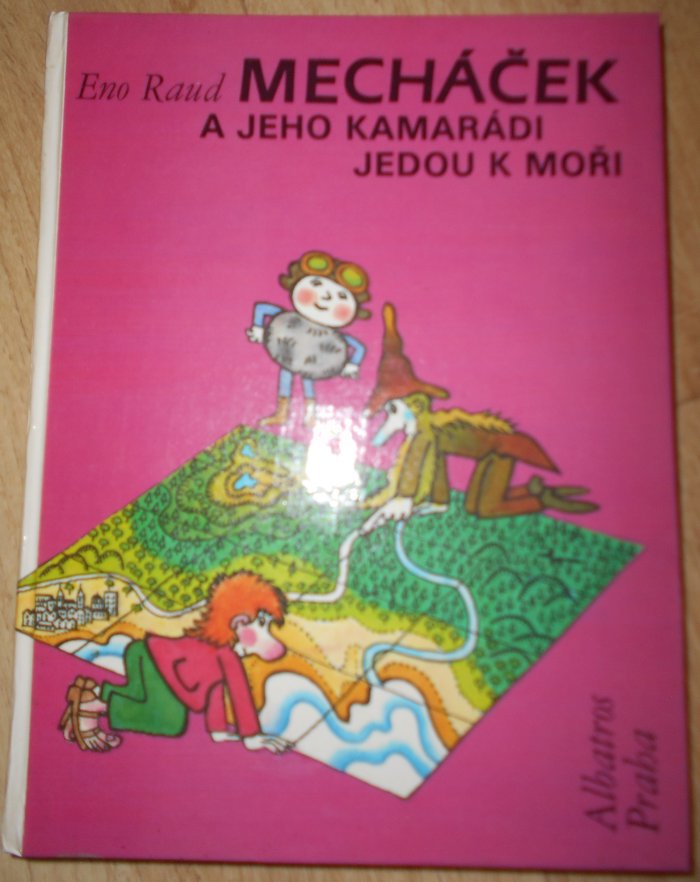 Eno Raud MECHÁČEK
A JEHO KAMARÁDI
JEDOU K MOŘI
Albatros
Praha